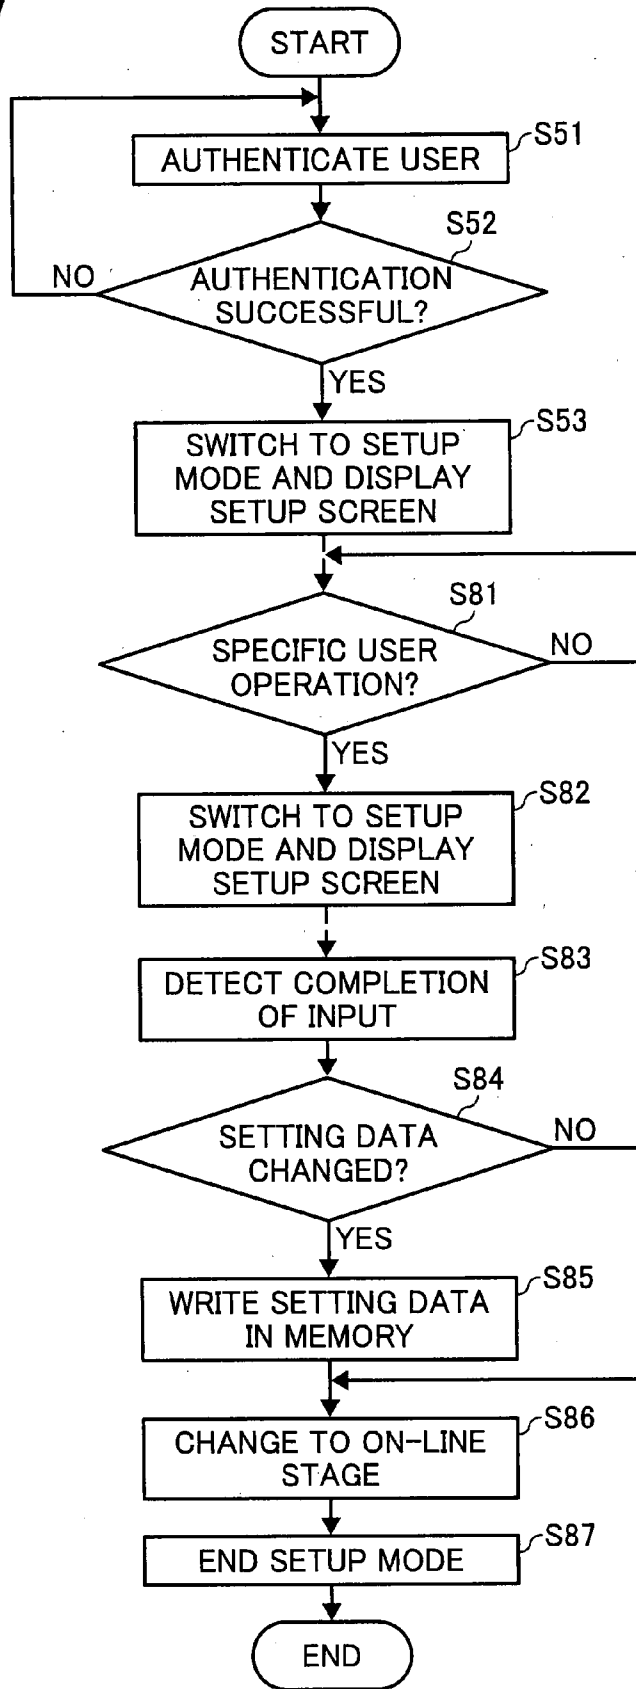 START
AUTHENTICATE USER
S51
S52
AUTHENTICATION
SUCCESSFUL?
NO
YES
S53
SWITCH TO SETUP
MODE AND DISPLAY
SETUP SCREEN
S81
SPECIFIC USER
OPERATION?
NO
YES
S82
SWITCH TO SETUP
MODE AND DISPLAY
SETUP SCREEN
S83
DETECT COMPLETION
OF INPUT
S84
SETTING DATA
CHANGED?
NO
YES
S85
WRITE SETTING DATA
IN MEMORY
S86
CHANGE TO ON-LINE
STAGE
S87
END SETUP MODE
END